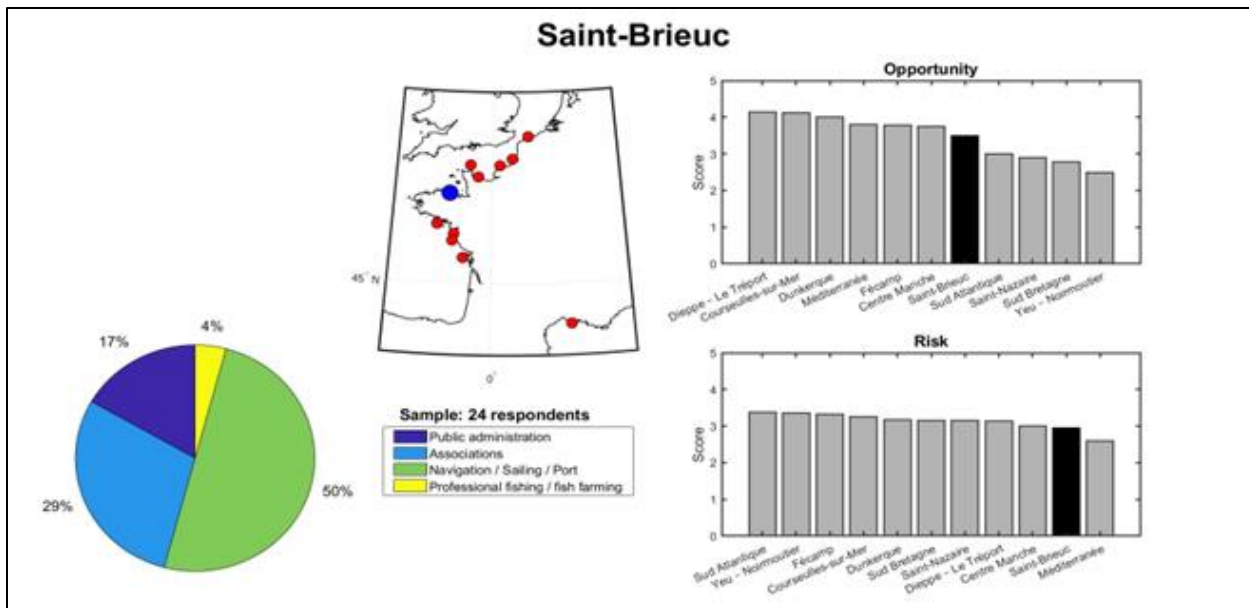 Saint-Brieuc
45° N
0°
17%
4%
29%
50%
Sample: 24 respondents
Public administration
Associations
Navigation / Sailing / Port
Professional fishing / fish farming
Opportunity
Score
5
4
3
2
1
0
Dieppe - Le Tréport
Courseulles-sur-Mer
Dunkerque
Méditerranée
Fécamp
Centre Manche
Saint-Brieuc
Sud Atlantique
Saint-Nazaire
Sud Bretagne
Yeu - Noirmoutier
Risk
Score
5
4
3
2
1
0
Sud Atlantique
Yeu - Noirmoutier
Fécamp
Courseulles-sur-Mer
Dunkerque
Sud Bretagne
Saint-Nazaire
Dieppe - Le Tréport
Centre Manche
Saint-Brieuc
Méditerranée